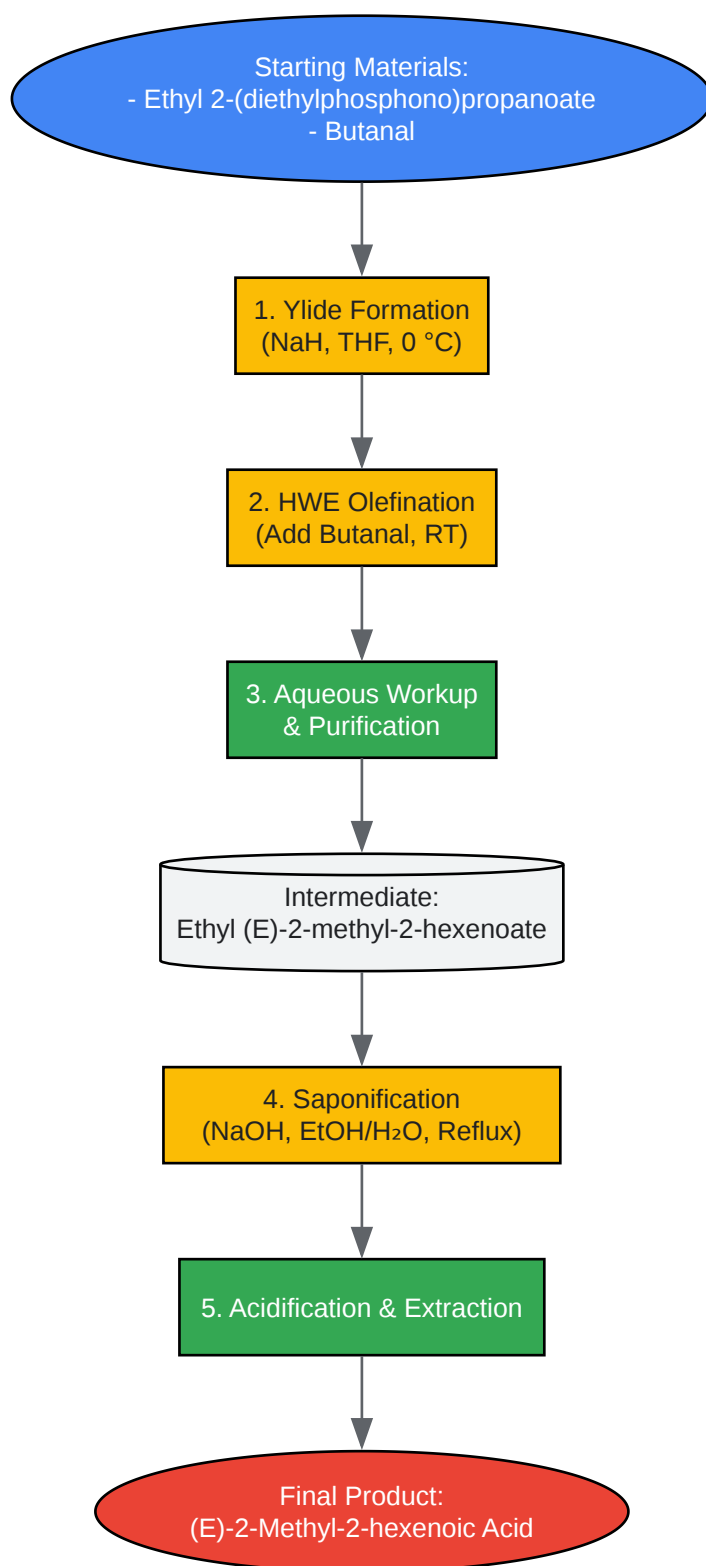 Starting Materials:
- Ethyl 2-(diethylphosphono)propanoate
- Butanal
1. Ylide Formation
(NaH, THF, 0 °C)
2. HWE Olefination
(Add Butanal, RT)
3. Aqueous Workup
& Purification
Intermediate:
Ethyl (E)-2-methyl-2-hexenoate
4. Saponification
(NaOH, EtOH/H₂O, Reflux)
5. Acidification & Extraction
Final Product:
(E)-2-Methyl-2-hexenoic Acid